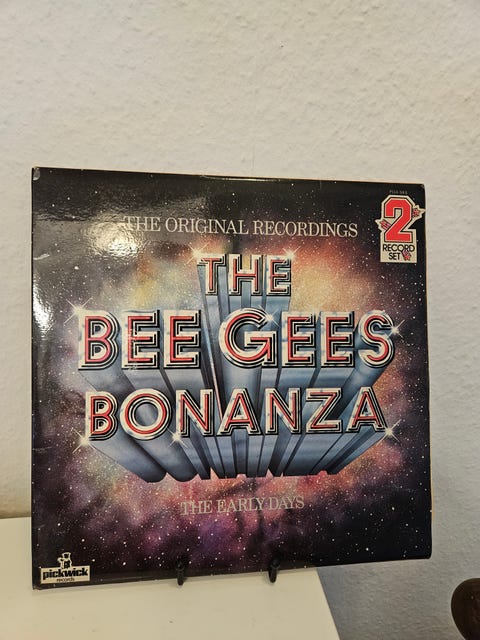 THE ORIGINAL RECORDINGS
2
RECORD
SET
THE
BEE GEES
BONANZA
THE EARLY DAYS
pickwick
records